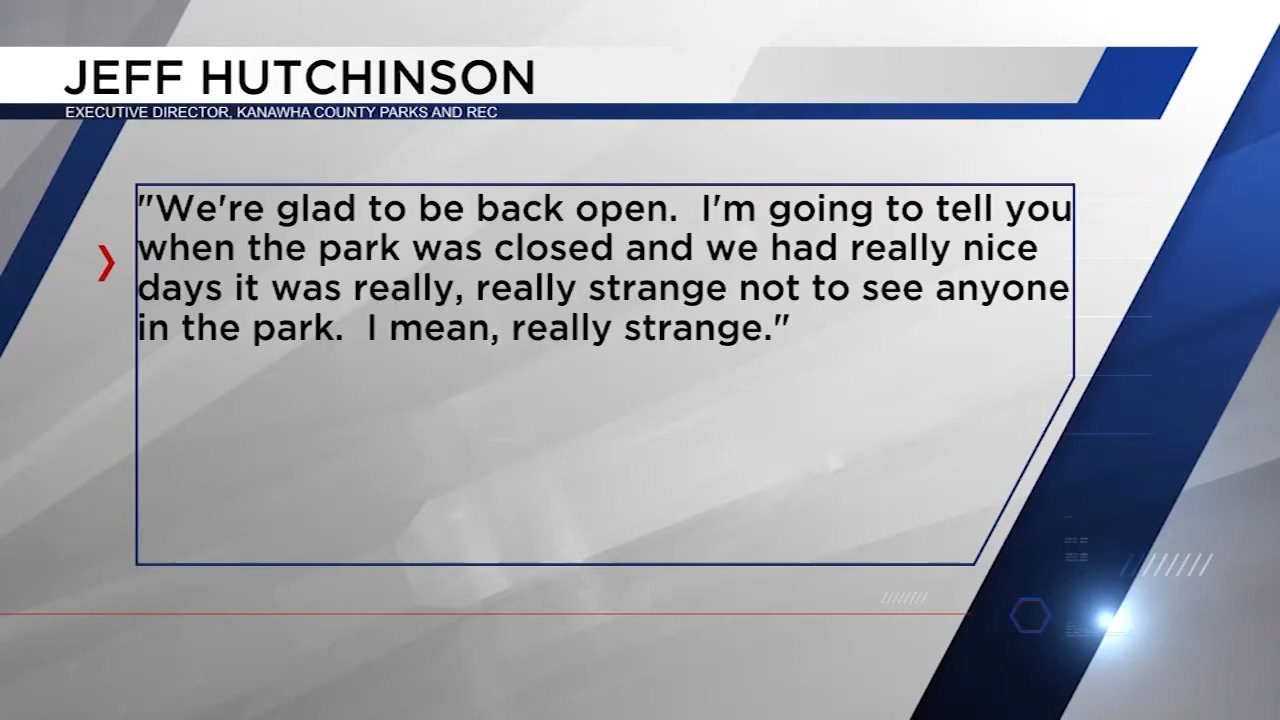 JEFF HUTCHINSON
EXECUTIVE DIRECTOR, KANAWHA COUNTY PARKS AND REC
"We're glad to be back open.  I'm going to tell you
when the park was closed and we had really nice
days it was really, really strange not to see anyone
in the park.  I mean, really strange."